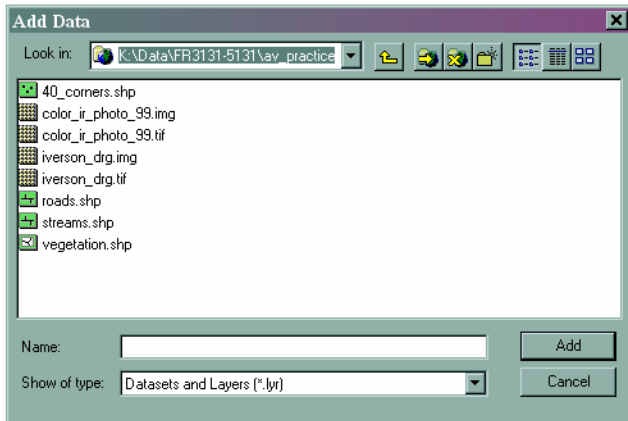 Add Data
Look in: K:\Data\FR3131-5131\av_practice
40_corners.shp
color_ir_photo_99.img
color_ir_photo_99.tif
iverson_drg.img
iverson_drg.tif
roads.shp
streams.shp
vegetation.shp
Name: Add
Show of type: Datasets and Layers (*.lyr) Cancel